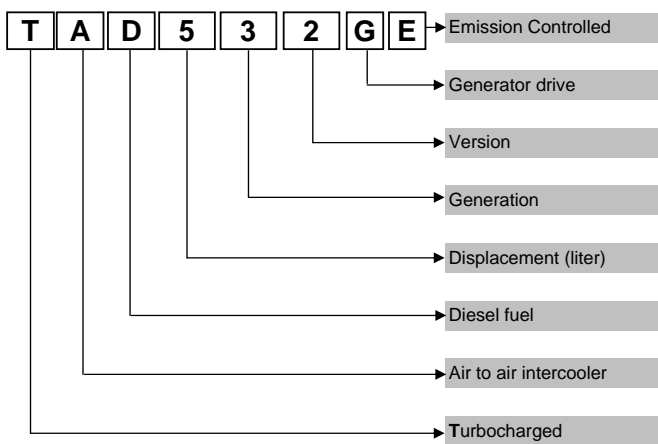 T A D 5 3 2 G E
Emission Controlled
Generator drive
Version
Generation
Displacement (liter)
Diesel fuel
Air to air intercooler
Turbocharged